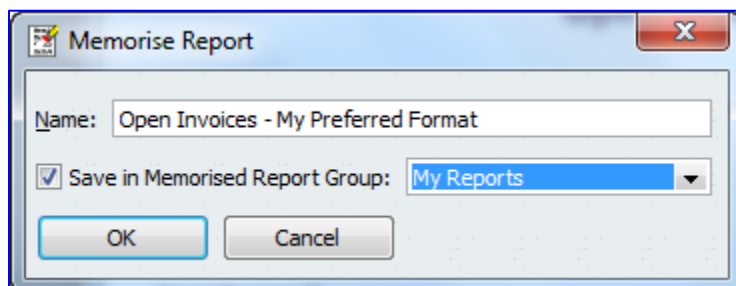 Memorise Report
Name: Open Invoices - My Preferred Format
Save in Memorised Report Group: My Reports
OK Cancel